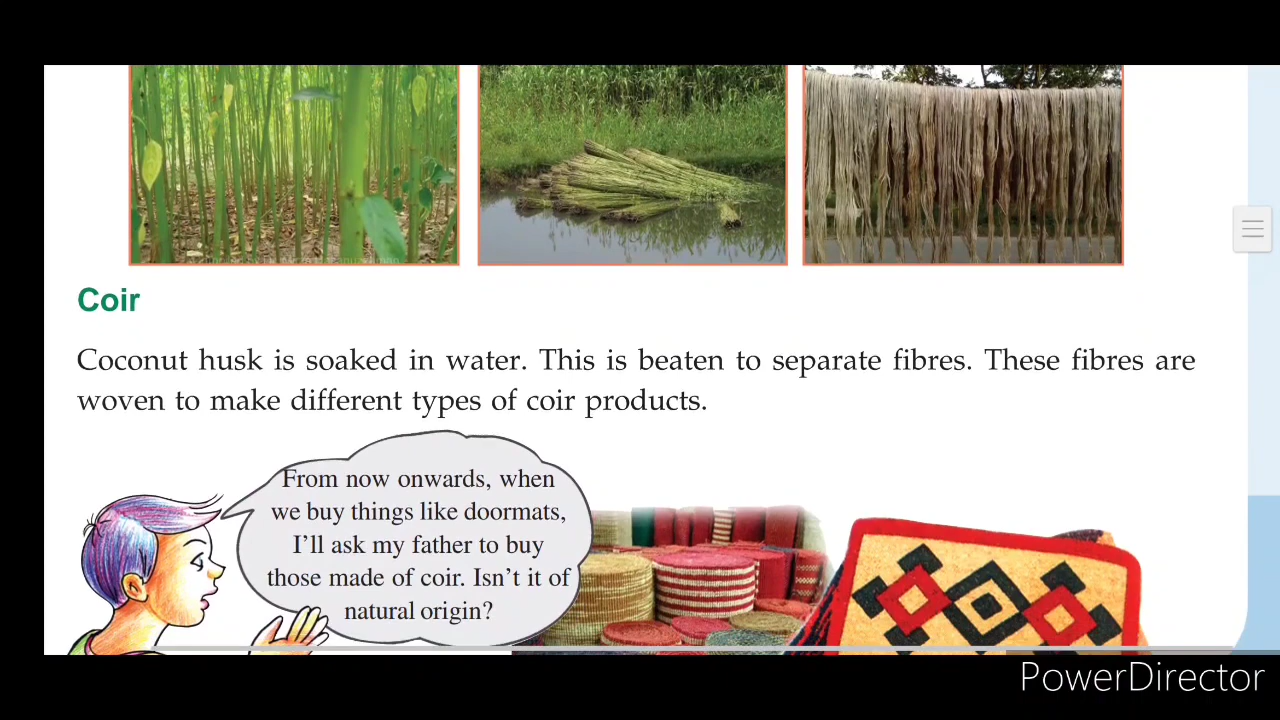 Coir
Coconut husk is soaked in water. This is beaten to separate fibres. These fibres are
woven to make different types of coir products.
From now onwards, when
we buy things like doormats,
I'll ask my father to buy
those made of coir. Isn't it of
natural origin?
PowerDirector